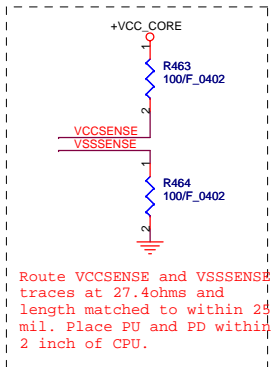 +VCC_CORE
1
R463
100/F_0402
2
VCCSENSE
VSSSENSE
1
R464
100/F_0402
2
Route VCCSENSE and VSSSENSE
traces at 27.4ohms and
length matched to within 25
mil. Place PU and PD within
2 inch of CPU.